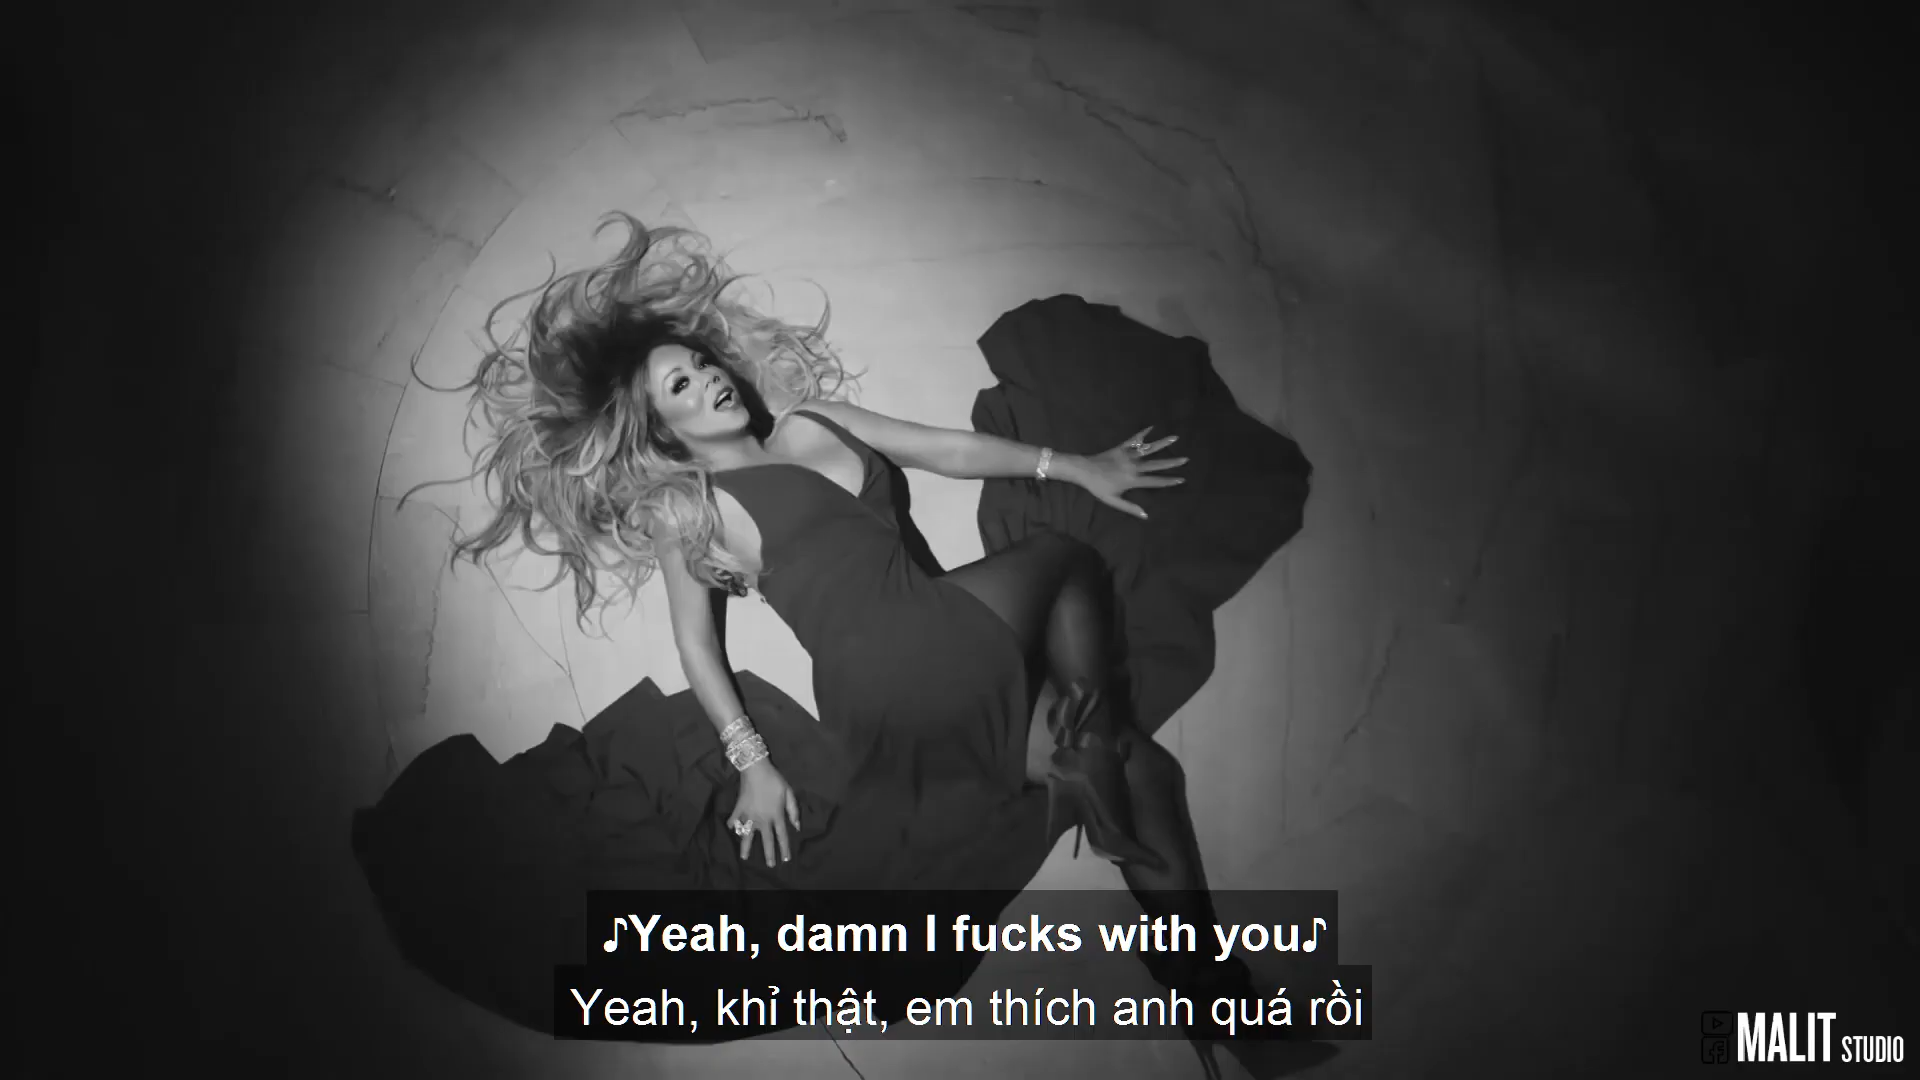 ♪Yeah, damn I fucks with you♪
Yeah, khỉ thật, em thích anh quá rồi
MALIT STUDIO